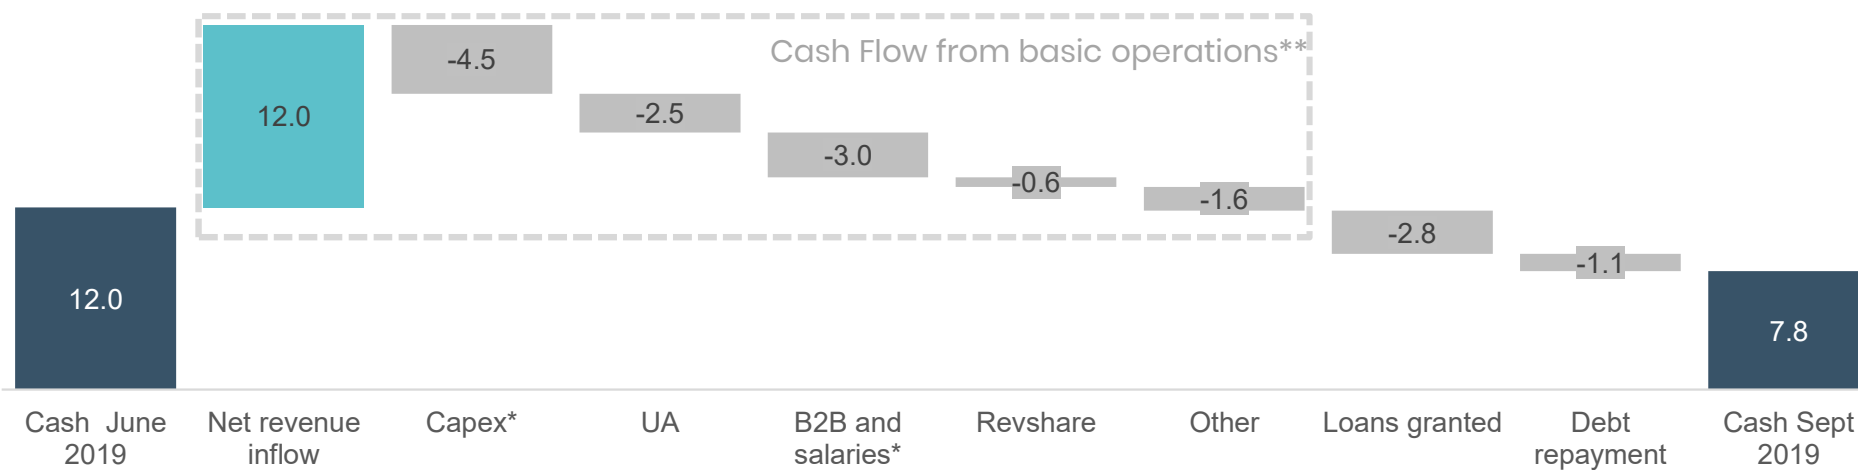 Cash Flow from basic operations**
12.0
12.0
-4.5
-2.5
-3.0
-0.6
-1.6
-2.8
-1.1
7.8
Cash June
2019
Net revenue
inflow
Capex*
UA
B2B and
salaries*
Revshare
Other
Loans granted
Debt
repayment
Cash Sept
2019